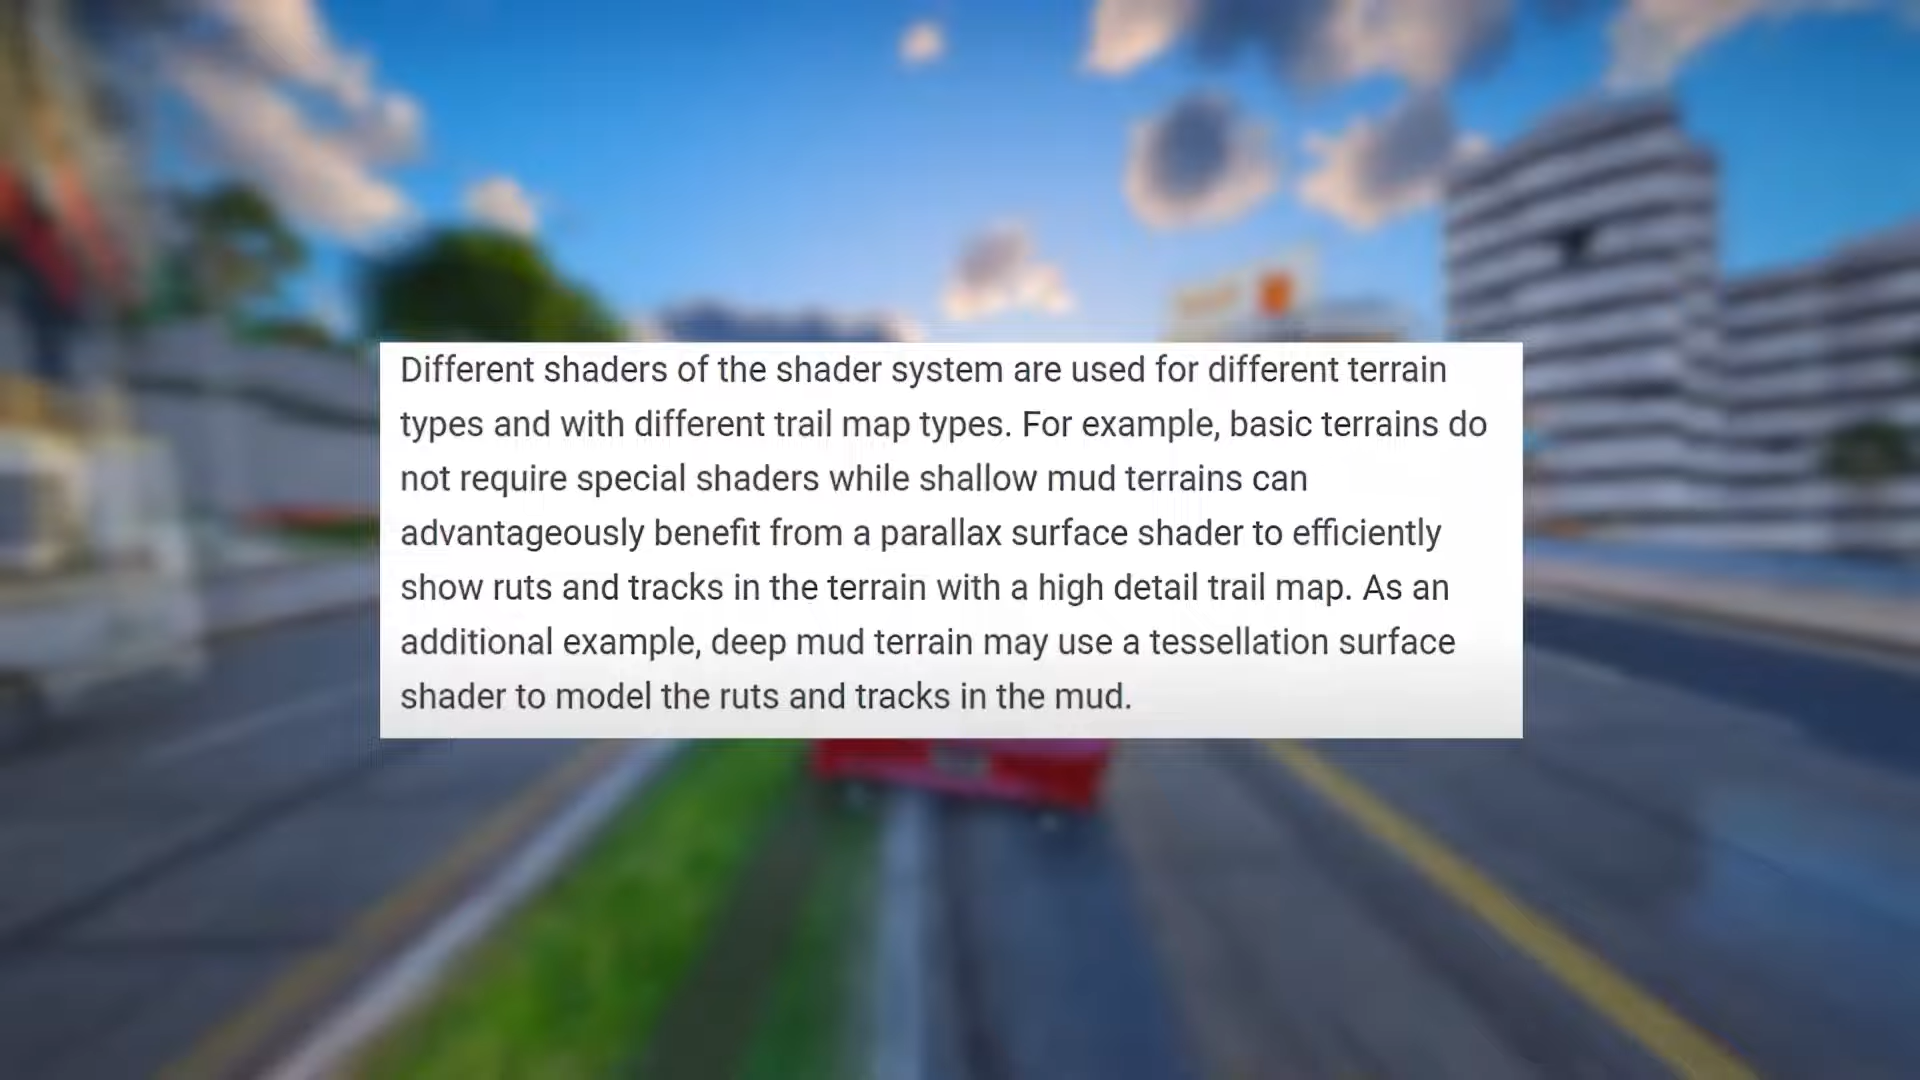 Different shaders of the shader system are used for different terrain
types and with different trail map types. For example, basic terrains do
not require special shaders while shallow mud terrains can
advantageously benefit from a parallax surface shader to efficiently
show ruts and tracks in the terrain with a high detail trail map. As an
additional example, deep mud terrain may use a tessellation surface
shader to model the ruts and tracks in the mud.